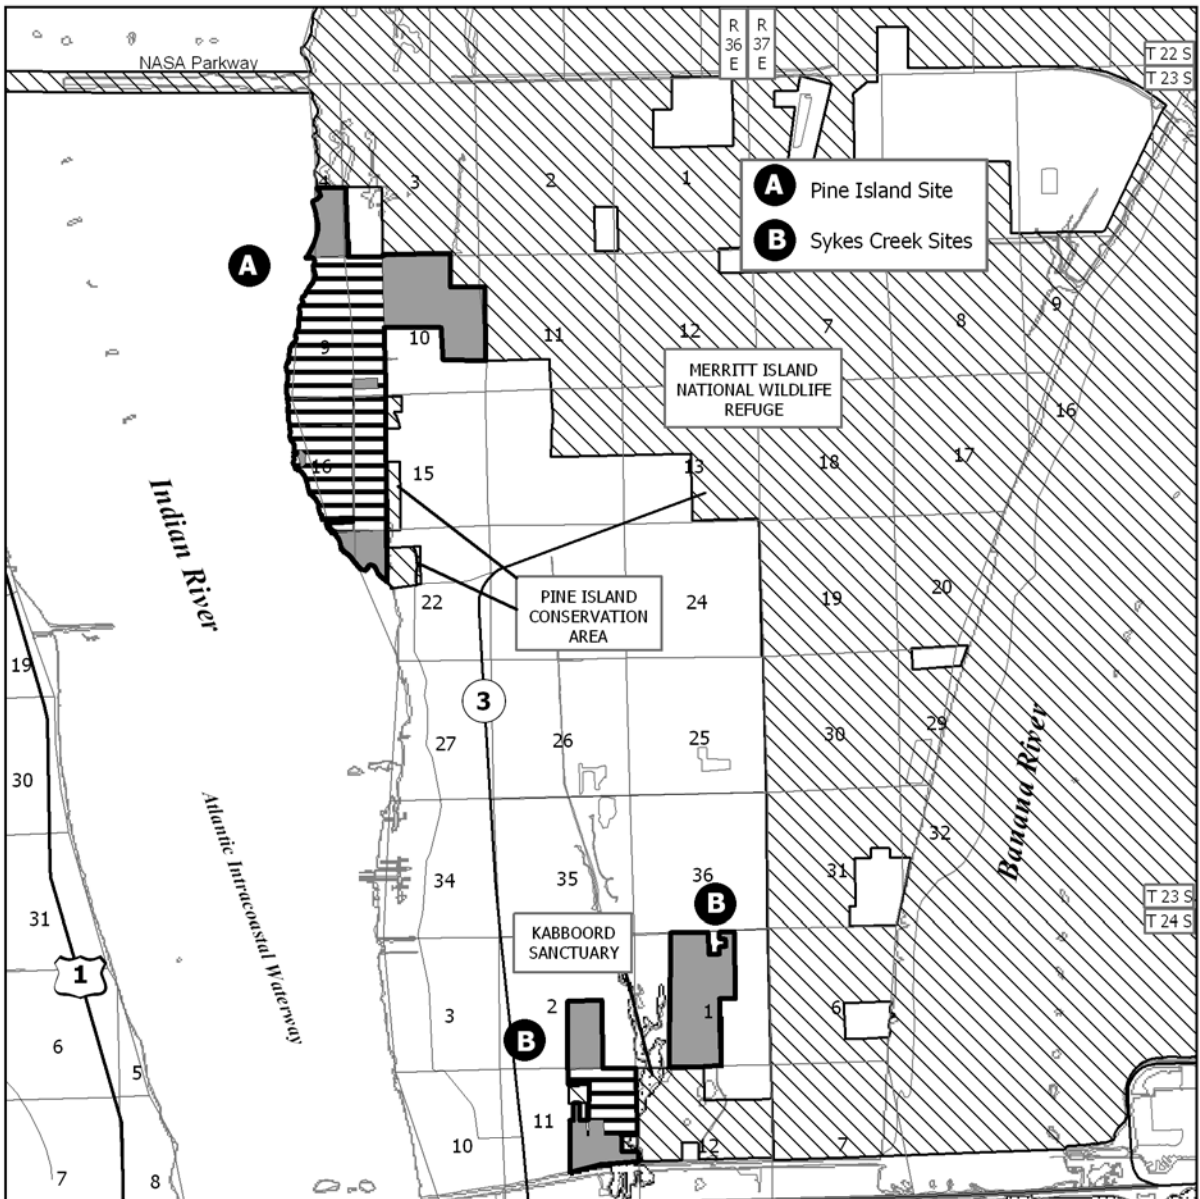 R
36
E
R
37
E
T 22 S
T 23 S
NASA Parkway
4
3
2
1
A Pine Island Site
B Sykes Creek Sites
A
9
10
11
12
7
8
9
MERRITT ISLAND
NATIONAL WILDLIFE
REFUGE
16
15
13
18
17
16
Indian River
PINE ISLAND
CONSERVATION
AREA
22
24
19
20
19
3
27
26
25
30
29
30
Banana River
Atlantic Intracoastal Waterway
32
34
35
36
31
B
T 23 S
T 24 S
31
KABBOORD
SANCTUARY
1
3
2
1
6
B
6
5
11
10
12
7
7
8